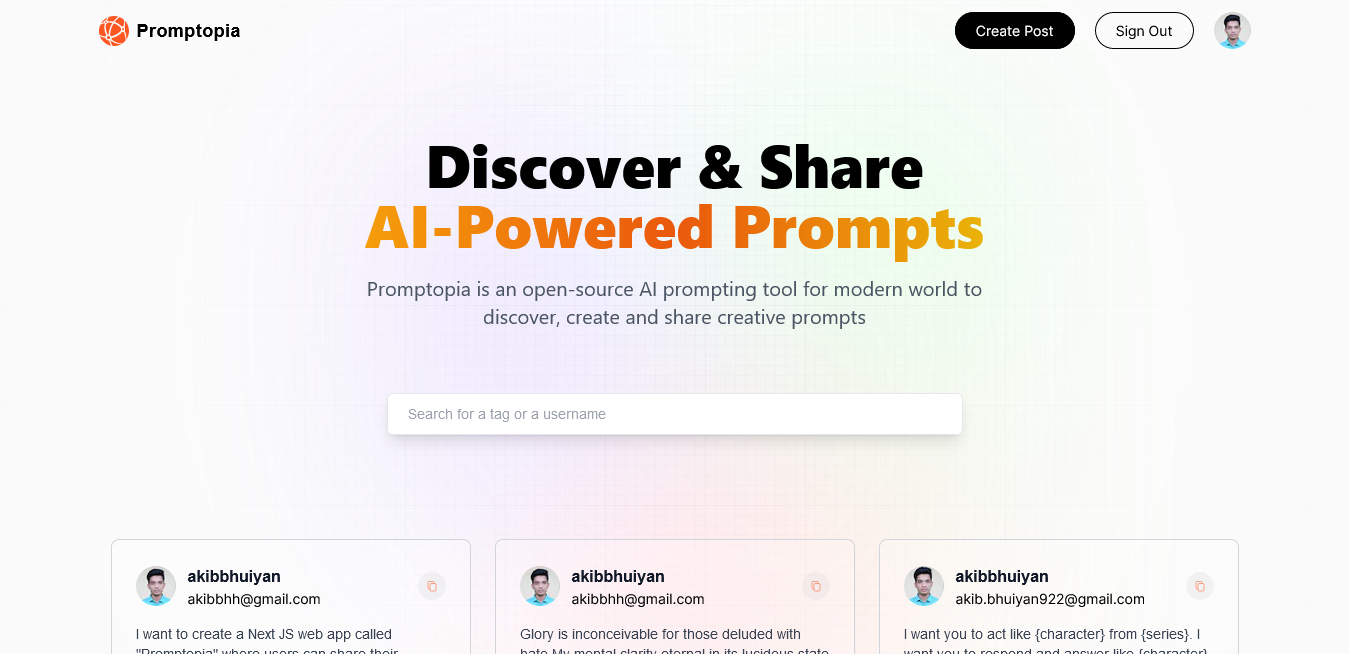 Promptopia
Create Post
Sign Out
Discover & Share
AI-Powered Prompts
Promptopia is an open-source AI prompting tool for modern world to
discover, create and share creative prompts
Search for a tag or a username
akibbhuiyan
akibbhh@gmail.com
I want to create a Next JS web app called
"Promptopia" where users can share their
akibbhuiyan
akibbhh@gmail.com
Glory is inconceivable for those deluded with
hate My mental clarity eternal in its lucidous state
akibbhuiyan
akib.bhuiyan922@gmail.com
I want you to act like {character} from {series}. I
want you to respond and answer like {character}